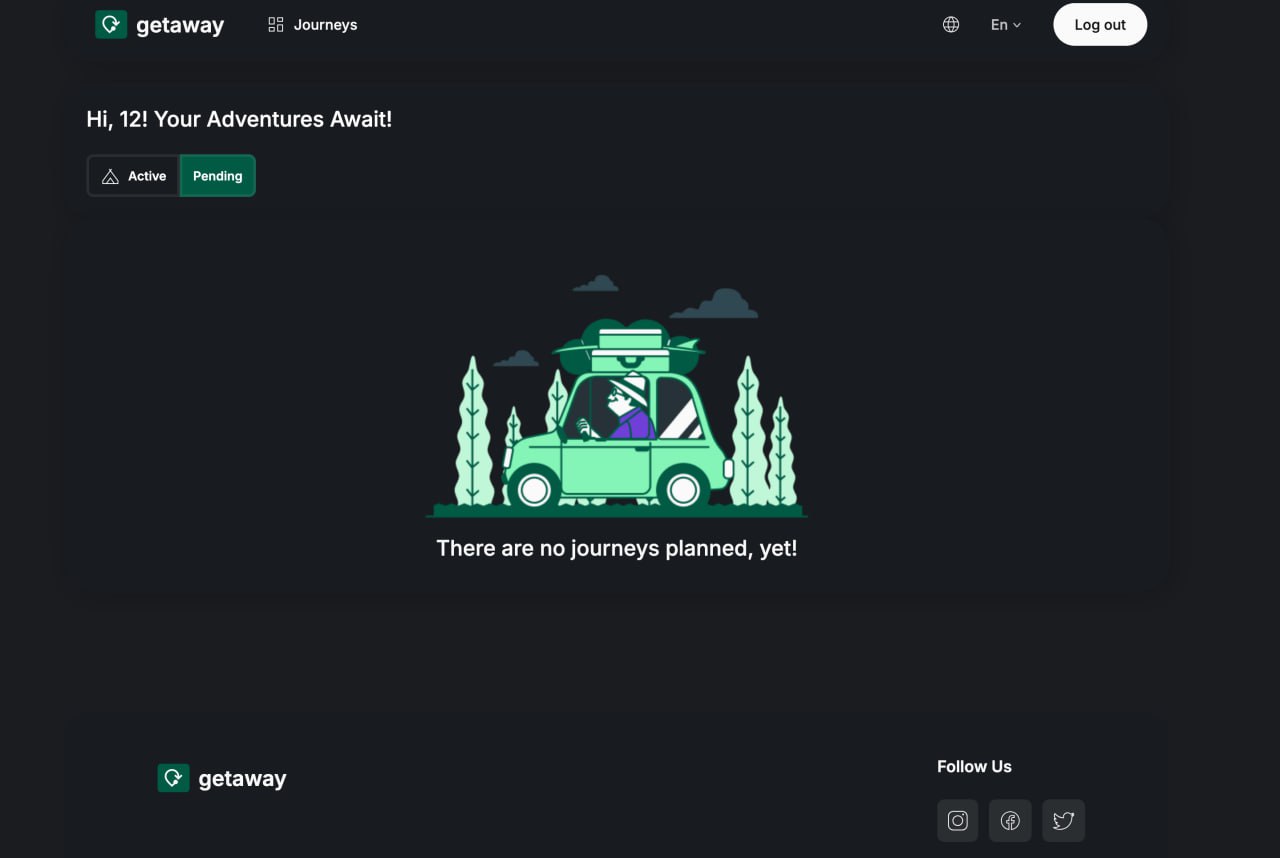 getaway
Journeys
En
Log out
Hi, 12! Your Adventures Await!
Active
Pending
There are no journeys planned, yet!
getaway
Follow Us